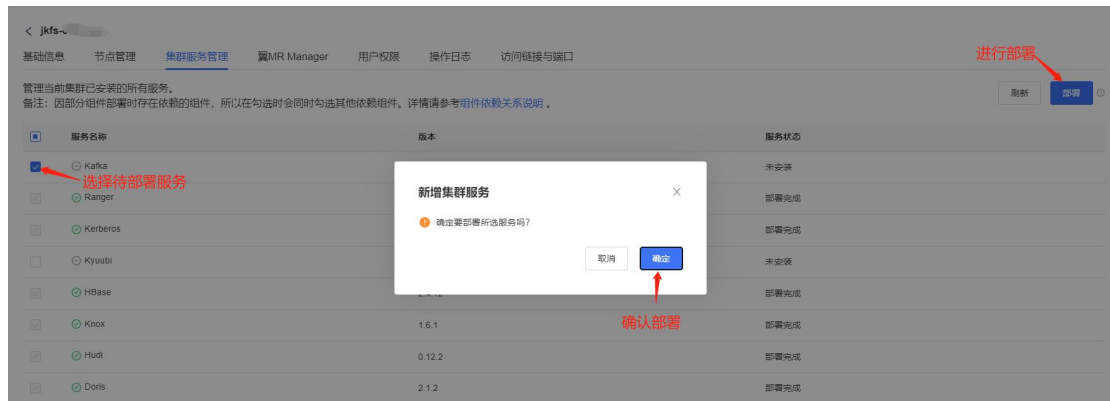 < jkfs-
基础信息 节点管理 集群服务管理 翼MR Manager 用户权限 操作日志 访问链接与端口
进行部署
管理当前集群已安装的所有服务。
备注：因部分组件部署时存在依赖的组件，所以在勾选时会同时勾选其他依赖组件。详情请参考组件依赖关系说明 。
刷新 部署
服务名称 版本 服务状态
Kafka 未安装
选择待部署服务
新增集群服务
Ranger 部署完成
确定要部署所选服务吗？
Kerberos 部署完成
取消 确定
Kyuubi 未安装
HBase 部署完成
确认部署
Knox 1.6.1 部署完成
Hudi 0.12.2 部署完成
Doris 2.1.2 部署完成